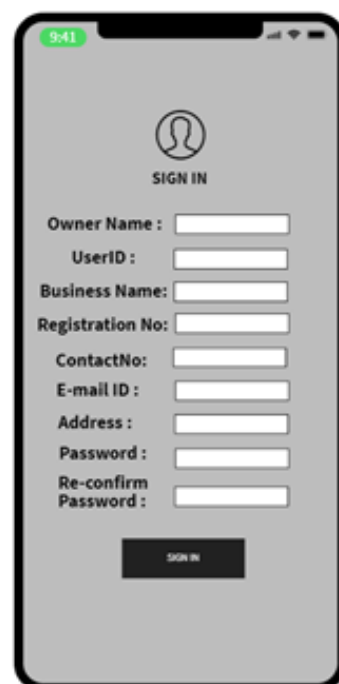 9:41
SIGN IN
Owner Name :
UserID :
Business Name:
Registration No:
ContactNo:
E-mail ID :
Address :
Password :
Re-confirm
Password :
SIGN IN